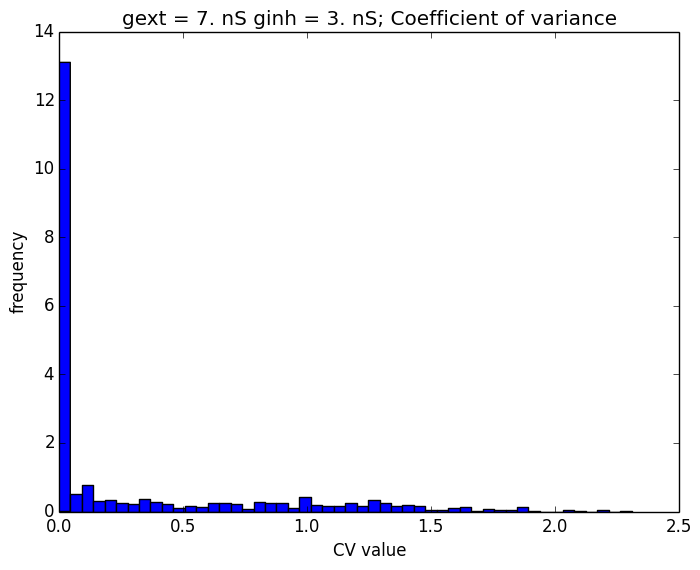 gext = 7. nS ginh = 3. nS; Coefficient of variance
14
12
10
8
6
4
2
0
frequency
0.0 0.5 1.0 1.5 2.0 2.5
CV value